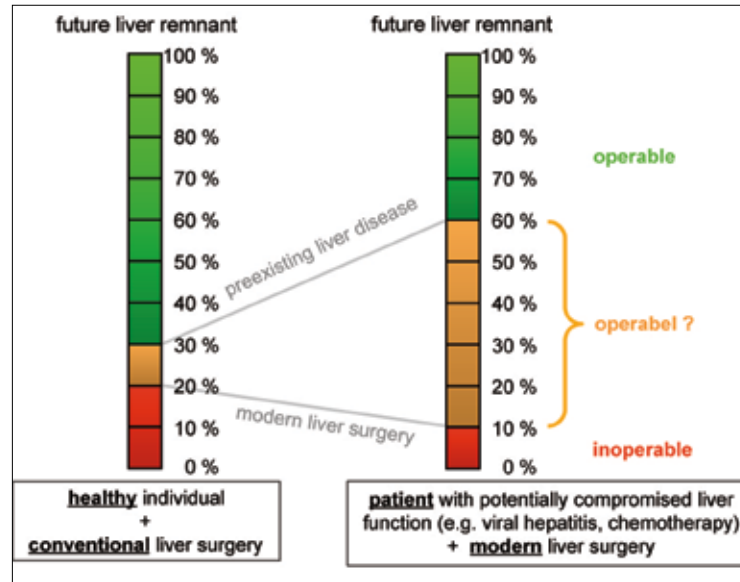 future liver remnant
100 %
90 %
80 %
70 %
60 %
50 %
40 %
30 %
20 %
10 %
0 %
healthy individual
+
conventional liver surgery
preexisting liver disease
modern liver surgery
future liver remnant
100 %
90 %
80 %
70 %
60 %
50 %
40 %
30 %
20 %
10 %
0 %
operable
operabel ?
inoperable
patient with potentially compromised liver
function (e.g. viral hepatitis, chemotherapy)
+ modern liver surgery